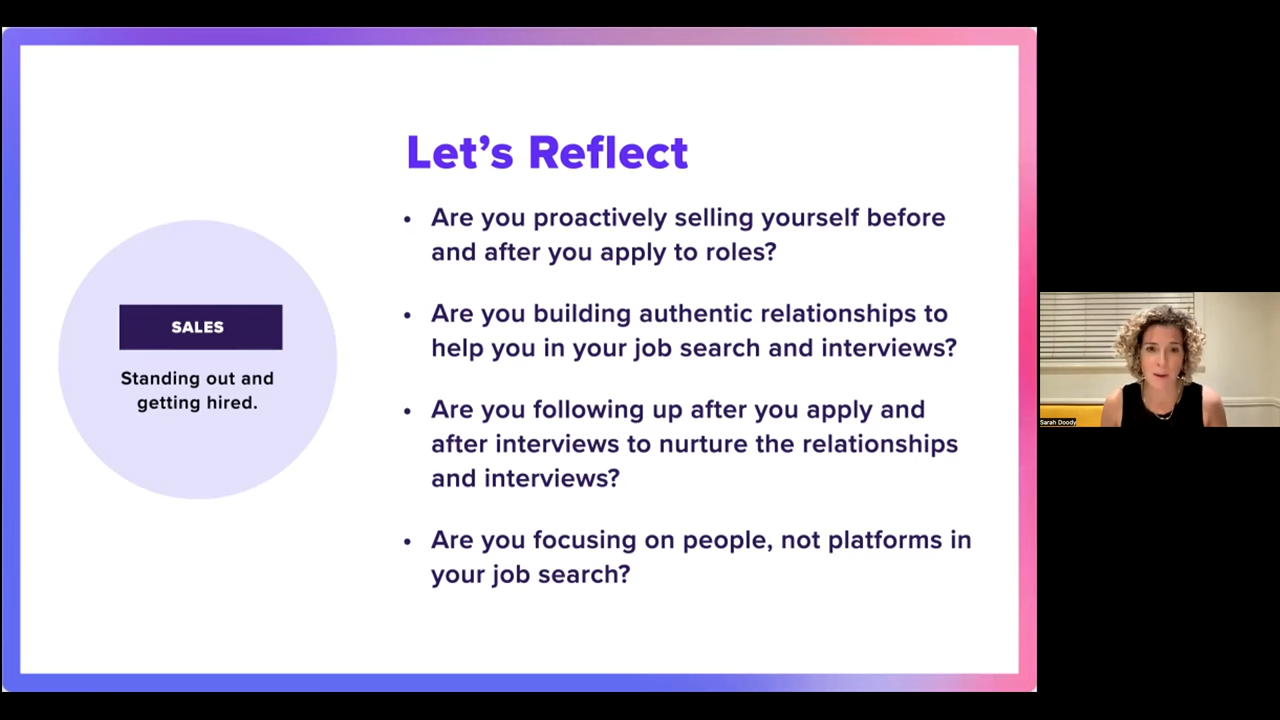 Let's Reflect
• Are you proactively selling yourself before
and after you apply to roles?
• Are you building authentic relationships to
help you in your job search and interviews?
• Are you following up after you apply and
after interviews to nurture the relationships
and interviews?
• Are you focusing on people, not platforms in
your job search?
SALES
Standing out and
getting hired.
Sarah Doody